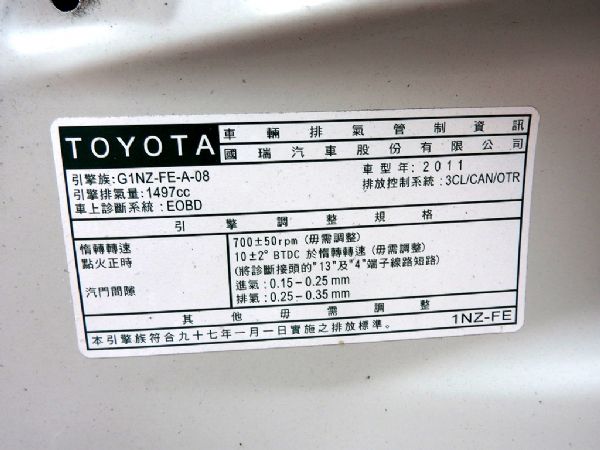 TOYOTA
車輛排氣管制資訊
國瑞汽車股份有限公司
引擎族:G1NZ-FE-A-08
引擎排氣量:1497cc
車上診斷系統:EOBD
車型年:2011
排放控制系統:3CL/CAN/OTR
引擎調整規格
惰轉轉速
700±50rpm (毋需調整)
點火正時
10±2° BTDC 於惰轉轉速 (毋需調整)
(將診斷接頭的"13"及"4"端子線路短路)
汽門間隙
進氣:0.15-0.25mm
排氣:0.25-0.35mm
其他毋需調整
本引擎族符合九十七年一月一日實施之排放標準。
1NZ-FE